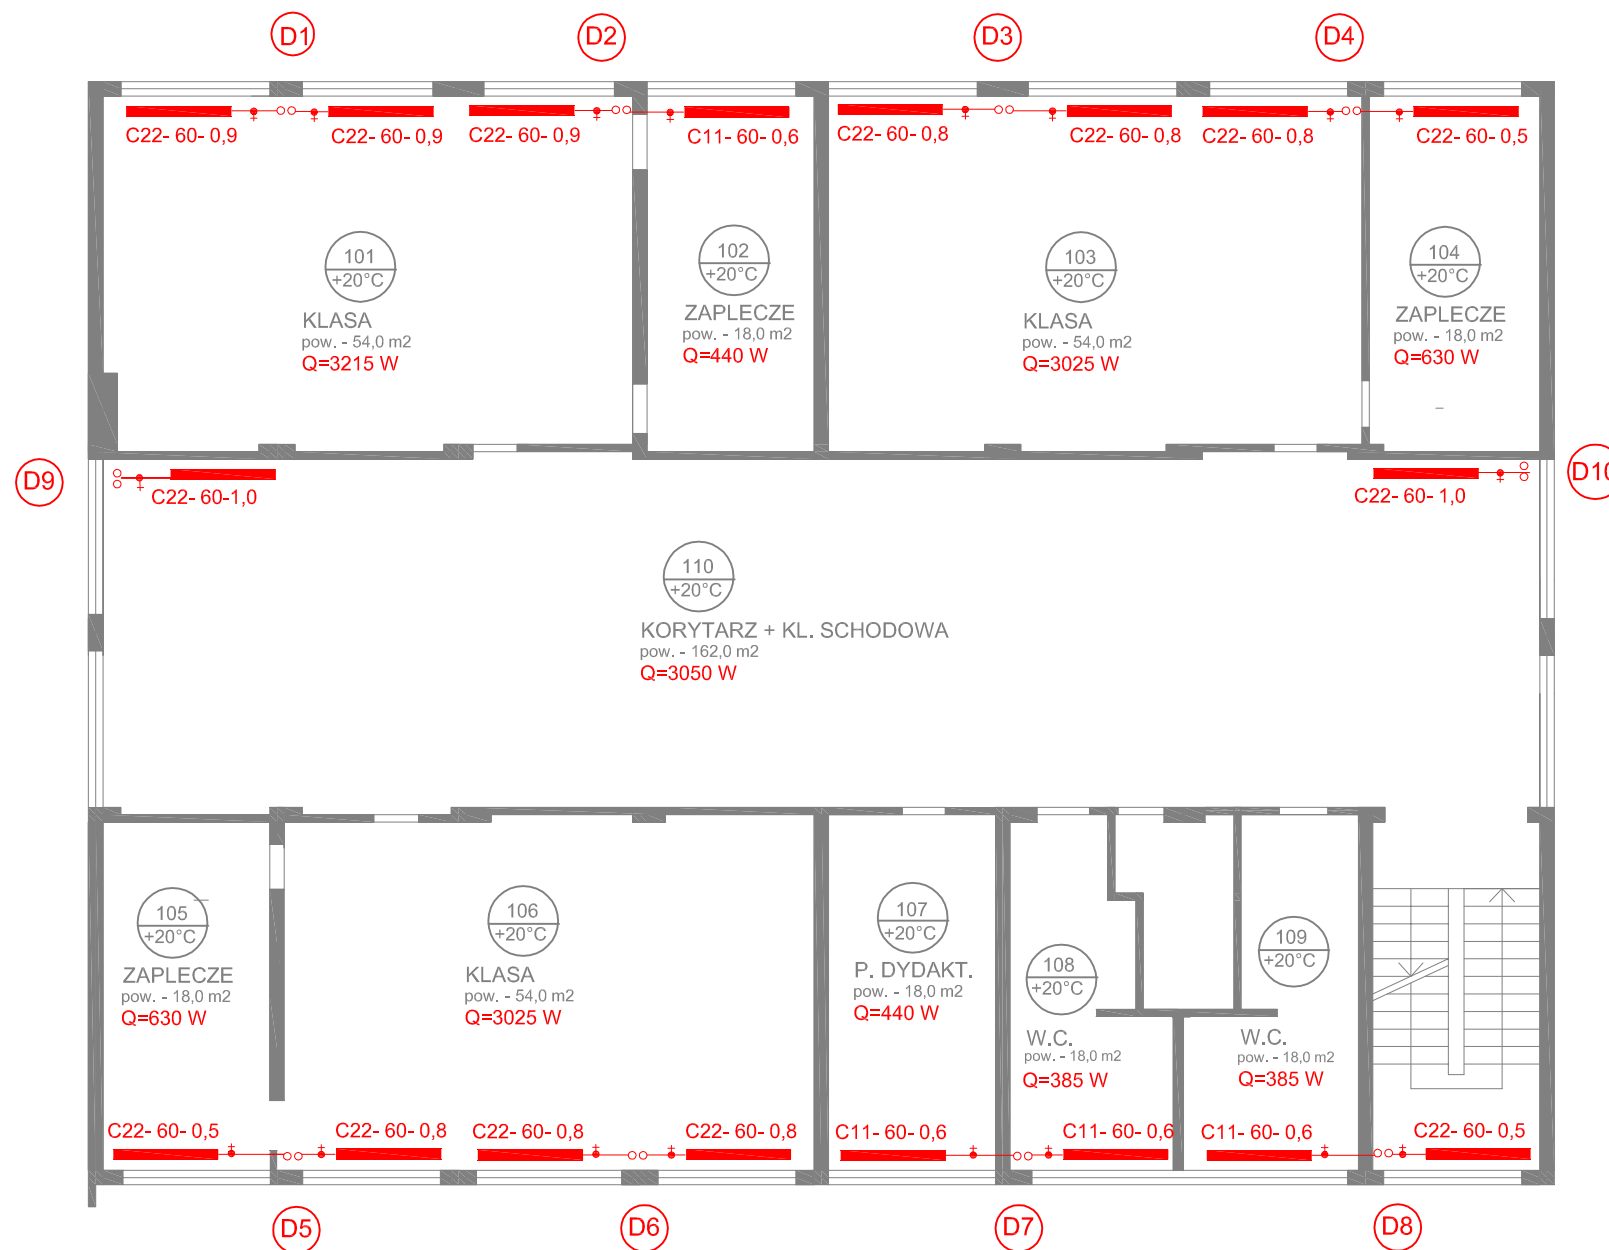 D1
D2
D3
D4
C22- 60- 0,9
C22- 60- 0,9
C22- 60- 0,9
C11- 60- 0,6
C22- 60- 0,8
C22- 60- 0,8
C22- 60- 0,8
C22- 60- 0,5
101
+20°C
KLASA
pow. - 54,0 m2
Q=3215 W
102
+20°C
ZAPLECZE
pow. - 18,0 m2
Q=440 W
103
+20°C
KLASA
pow. - 54,0 m2
Q=3025 W
104
+20°C
ZAPLECZE
pow. - 18,0 m2
Q=630 W
D9
C22- 60-1,0
C22- 60- 1,0
D10
110
+20°C
KORYTARZ + KL. SCHODOWA
pow. - 162,0 m2
Q=3050 W
105
+20°C
ZAPLECZE
pow. - 18,0 m2
Q=630 W
106
+20°C
KLASA
pow. - 54,0 m2
Q=3025 W
107
+20°C
P. DYDAKT.
pow. - 18,0 m2
Q=440 W
108
+20°C
W.C.
pow. - 18,0 m2
Q=385 W
109
+20°C
W.C.
pow. - 18,0 m2
Q=385 W
C22- 60- 0,5
C22- 60- 0,8
C22- 60- 0,8
C22- 60- 0,8
C11- 60- 0,6
C11- 60- 0,6
C11- 60- 0,6
C22- 60- 0,5
D5
D6
D7
D8